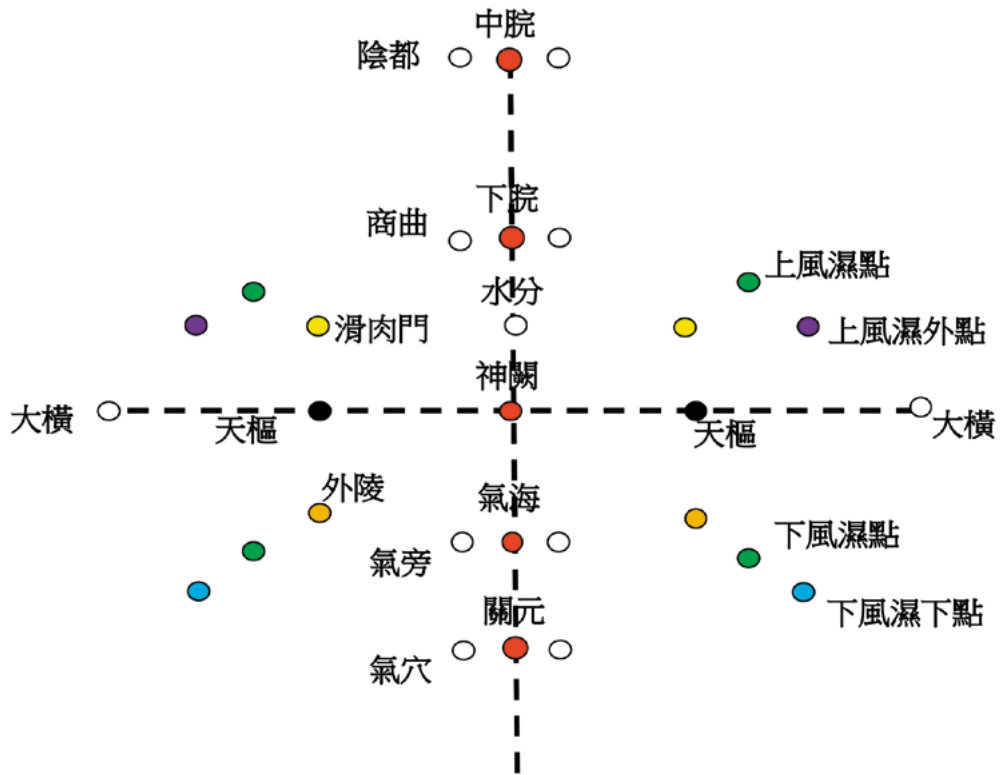 中脘
陰都
下脘
商曲
上風濕點
水分
滑肉門
上風濕外點
神闕
大橫
天樞
天樞
大橫
外陵
氣海
下風濕點
氣旁
關元
下風濕下點
氣穴